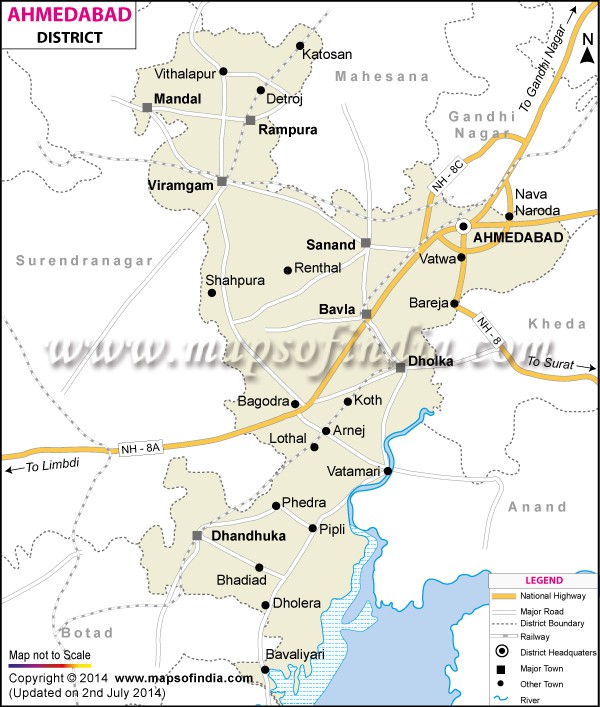 AHMEDABAD
DISTRICT
N
To Gandhi Nagar
Katosan
Vithalapur
Mahesana
Detroj
Mandal
Gandhi
Nagar
Rampura
NH - 8C
Viramgam
Nava
Naroda
AHMEDABAD
Sanand
Surendranagar
Vatwa
Renthal
Shahpura
Bareja
Bavla
NH - 8
Kheda
www.mapsofindia.com
To Surat
Dholka
Bagodra
Koth
Arnej
NH - 8A
Lothal
To Limbdi
Vatamari
Phedra
Anand
Pipli
Dhandhuka
Bhadiad
Dholera
Botad
Bavaliyari
LEGEND
National Highway
Major Road
District Boundary
Railway
District Headquaters
Major Town
Other Town
River
Map not to Scale
Copyright © 2014 www.mapsofindia.com
(Updated on 2nd July 2014)